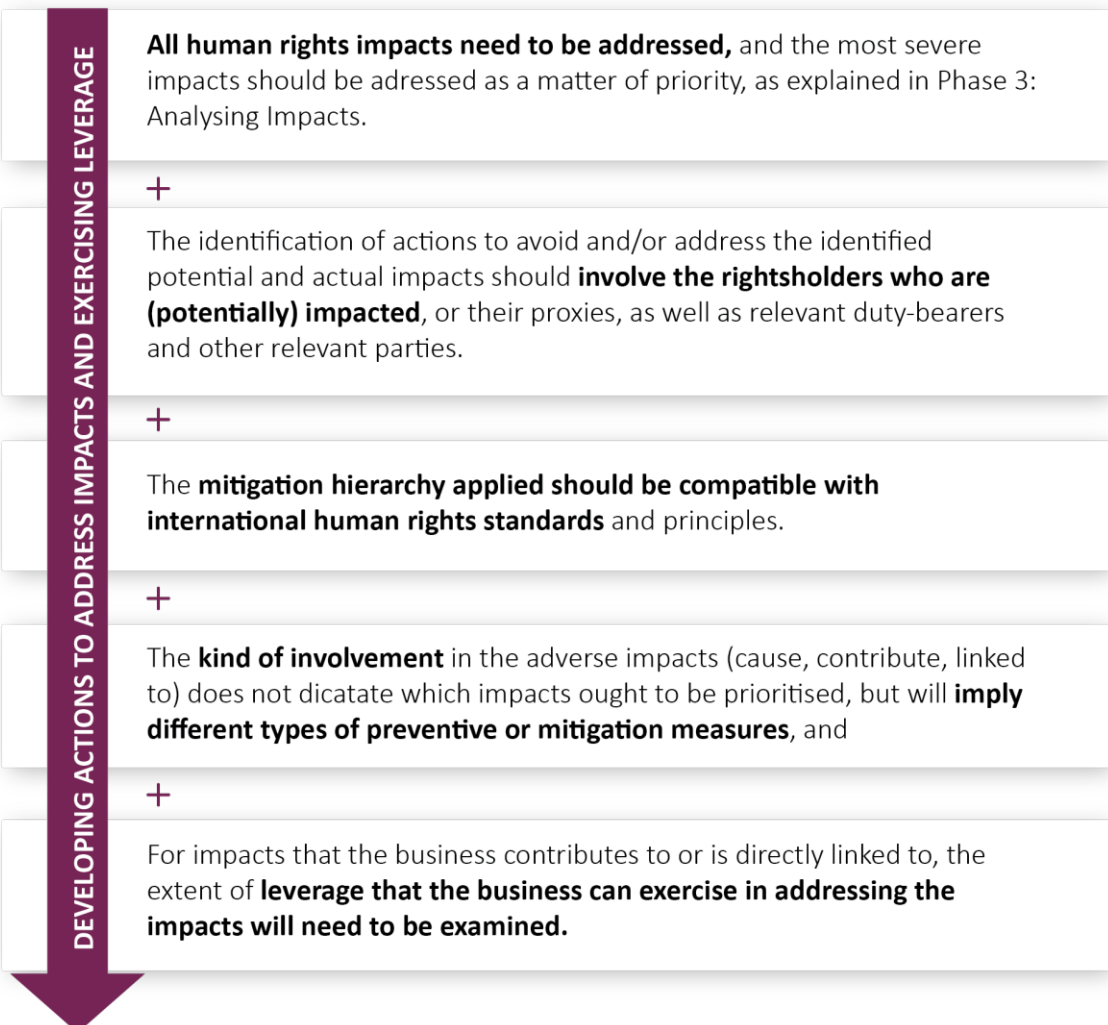 DEVELOPING ACTIONS TO ADDRESS IMPACTS AND EXERCISING LEVERAGE
All human rights impacts need to be addressed, and the most severe
impacts should be adressed as a matter of priority, as explained in Phase 3:
Analysing Impacts.
+
The identification of actions to avoid and/or address the identified
potential and actual impacts should involve the rightsholders who are
(potentially) impacted, or their proxies, as well as relevant duty-bearers
and other relevant parties.
+
The mitigation hierarchy applied should be compatible with
international human rights standards and principles.
+
The kind of involvement in the adverse impacts (cause, contribute, linked
to) does not dicatate which impacts ought to be prioritised, but will imply
different types of preventive or mitigation measures, and
+
For impacts that the business contributes to or is directly linked to, the
extent of leverage that the business can exercise in addressing the
impacts will need to be examined.